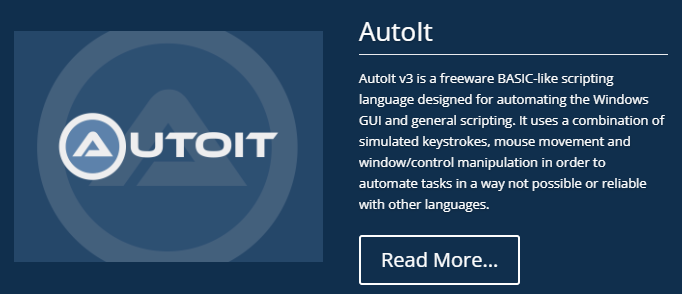 AUTOIT
AutoIt
AutoIt v3 is a freeware BASIC-like scripting
language designed for automating the Windows
GUI and general scripting. It uses a combination of
simulated keystrokes, mouse movement and
window/control manipulation in order to
automate tasks in a way not possible or reliable
with other languages.
Read More...